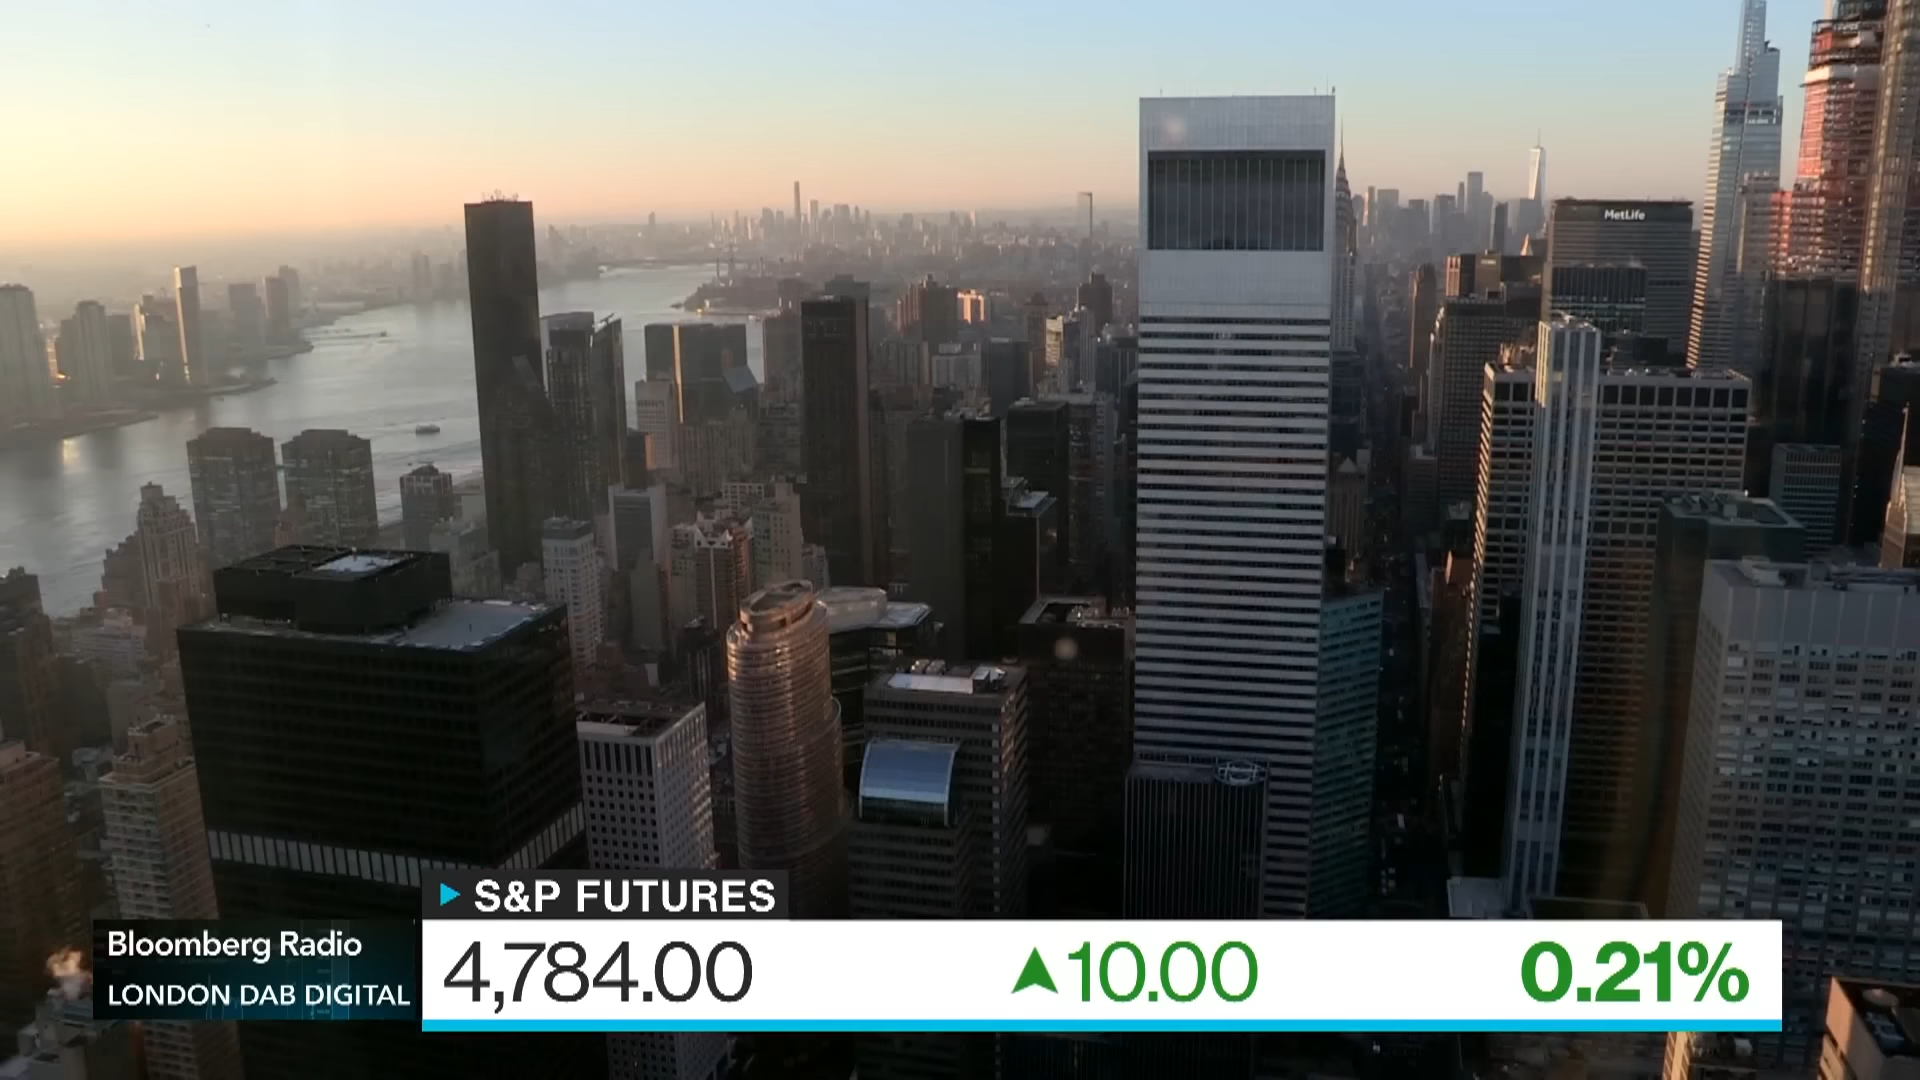 MetLife
S&P FUTURES
Bloomberg Radio
LONDON DAB DIGITAL
4,784.00 ▲10.00 0.21%